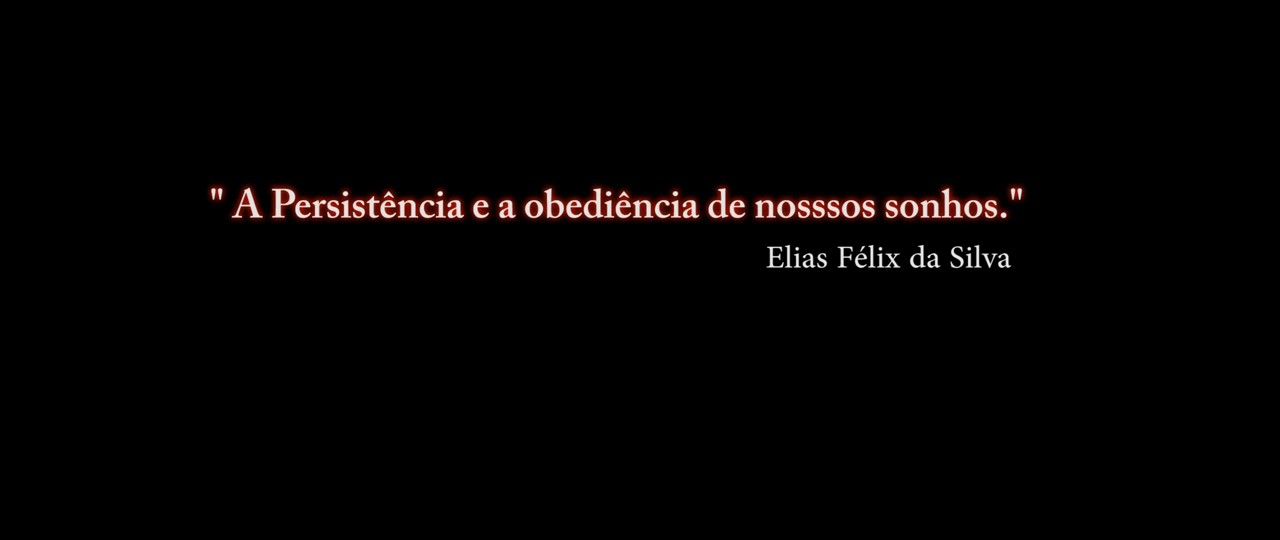 " A Persistência e a obediência de nosssos sonhos."
Elias Félix da Silva